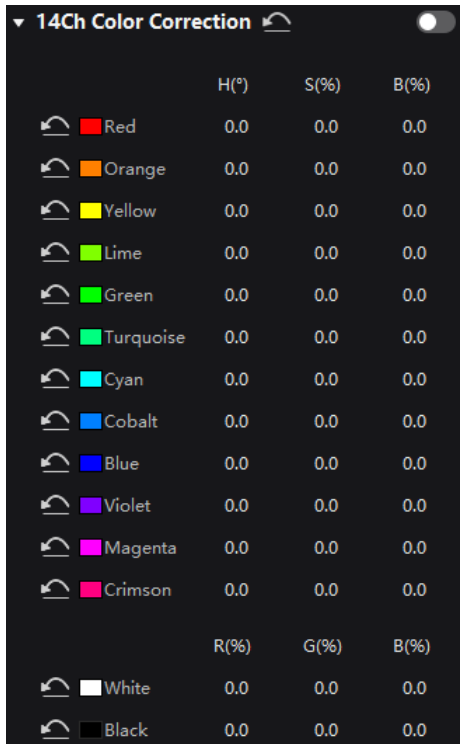 14Ch Color Correction
H(°) S(%) B(%)
Red 0.0 0.0 0.0
Orange 0.0 0.0 0.0
Yellow 0.0 0.0 0.0
Lime 0.0 0.0 0.0
Green 0.0 0.0 0.0
Turquoise 0.0 0.0 0.0
Cyan 0.0 0.0 0.0
Cobalt 0.0 0.0 0.0
Blue 0.0 0.0 0.0
Violet 0.0 0.0 0.0
Magenta 0.0 0.0 0.0
Crimson 0.0 0.0 0.0
R(%) G(%) B(%)
White 0.0 0.0 0.0
Black 0.0 0.0 0.0